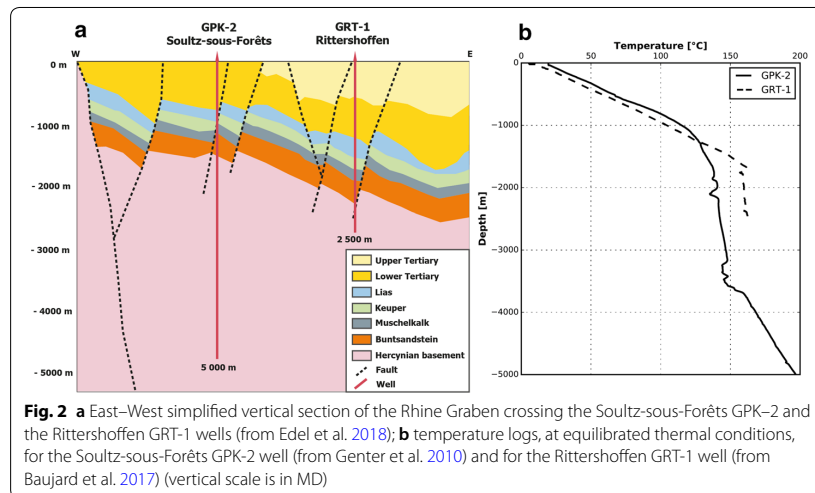 a
GPK-2
Soultz-sous-Forêts
GRT-1
Rittershoffen
W
E
0 m
- 1000 m
- 2000 m
- 3000 m
- 4000 m
- 5000 m
2 500 m
5 000 m
Upper Tertiary
Lower Tertiary
Lias
Keuper
Muschelkalk
Buntsandstein
Hercynian basement
Fault
Well
b
Temperature [°C]
0 50 100 150 200
GPK-2
GRT-1
Depth [m]
0
−1000
−2000
−3000
−4000
−5000
Fig. 2 a East–West simplified vertical section of the Rhine Graben crossing the Soultz-sous-Forêts GPK–2 and
the Rittershoffen GRT-1 wells (from Edel et al. 2018); b temperature logs, at equilibrated thermal conditions,
for the Soultz-sous-Forêts GPK-2 well (from Genter et al. 2010) and for the Rittershoffen GRT-1 well (from
Baujard et al. 2017) (vertical scale is in MD)